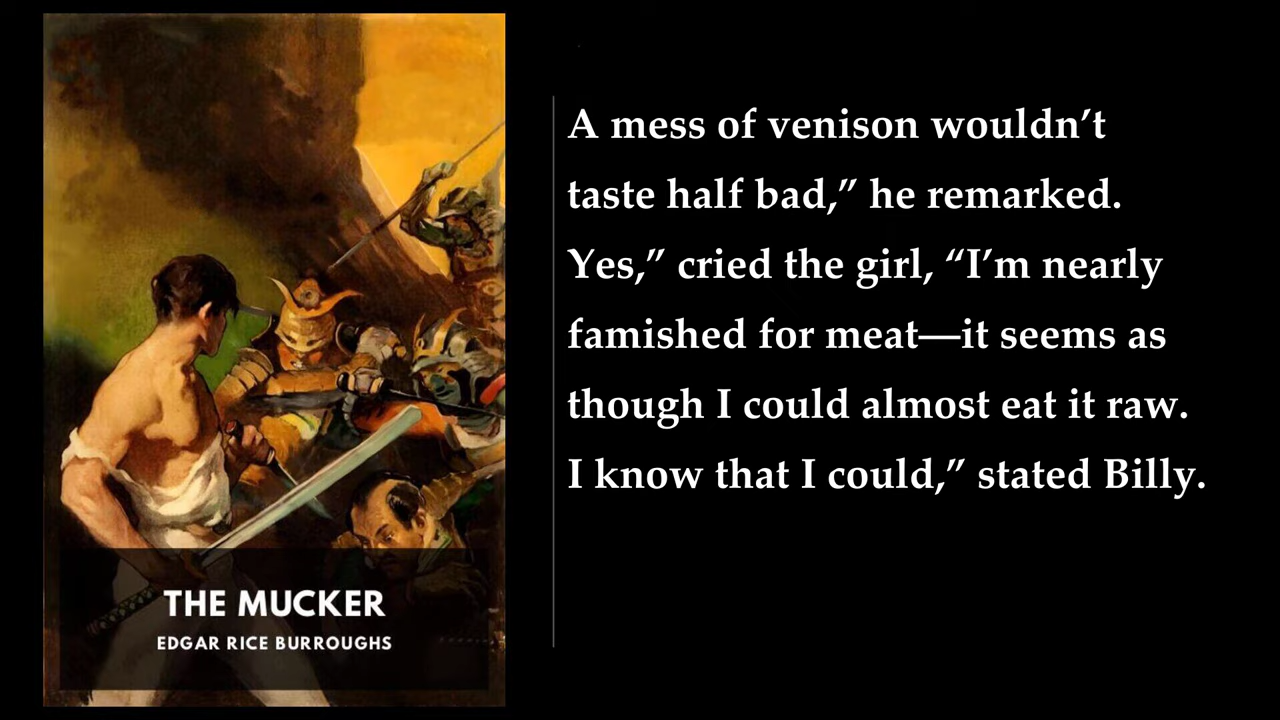 A mess of venison wouldn’t
taste half bad,” he remarked.
Yes,” cried the girl, “I’m nearly
famished for meat—it seems as
though I could almost eat it raw.
I know that I could,” stated Billy.
THE MUCKER
EDGAR RICE BURROUGHS